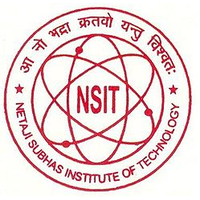 आ नो भद्रा क्रतवो यन्तु विश्वतः
NSIT
NETAJI SUBHAS INSTITUTE OF TECHNOLOGY